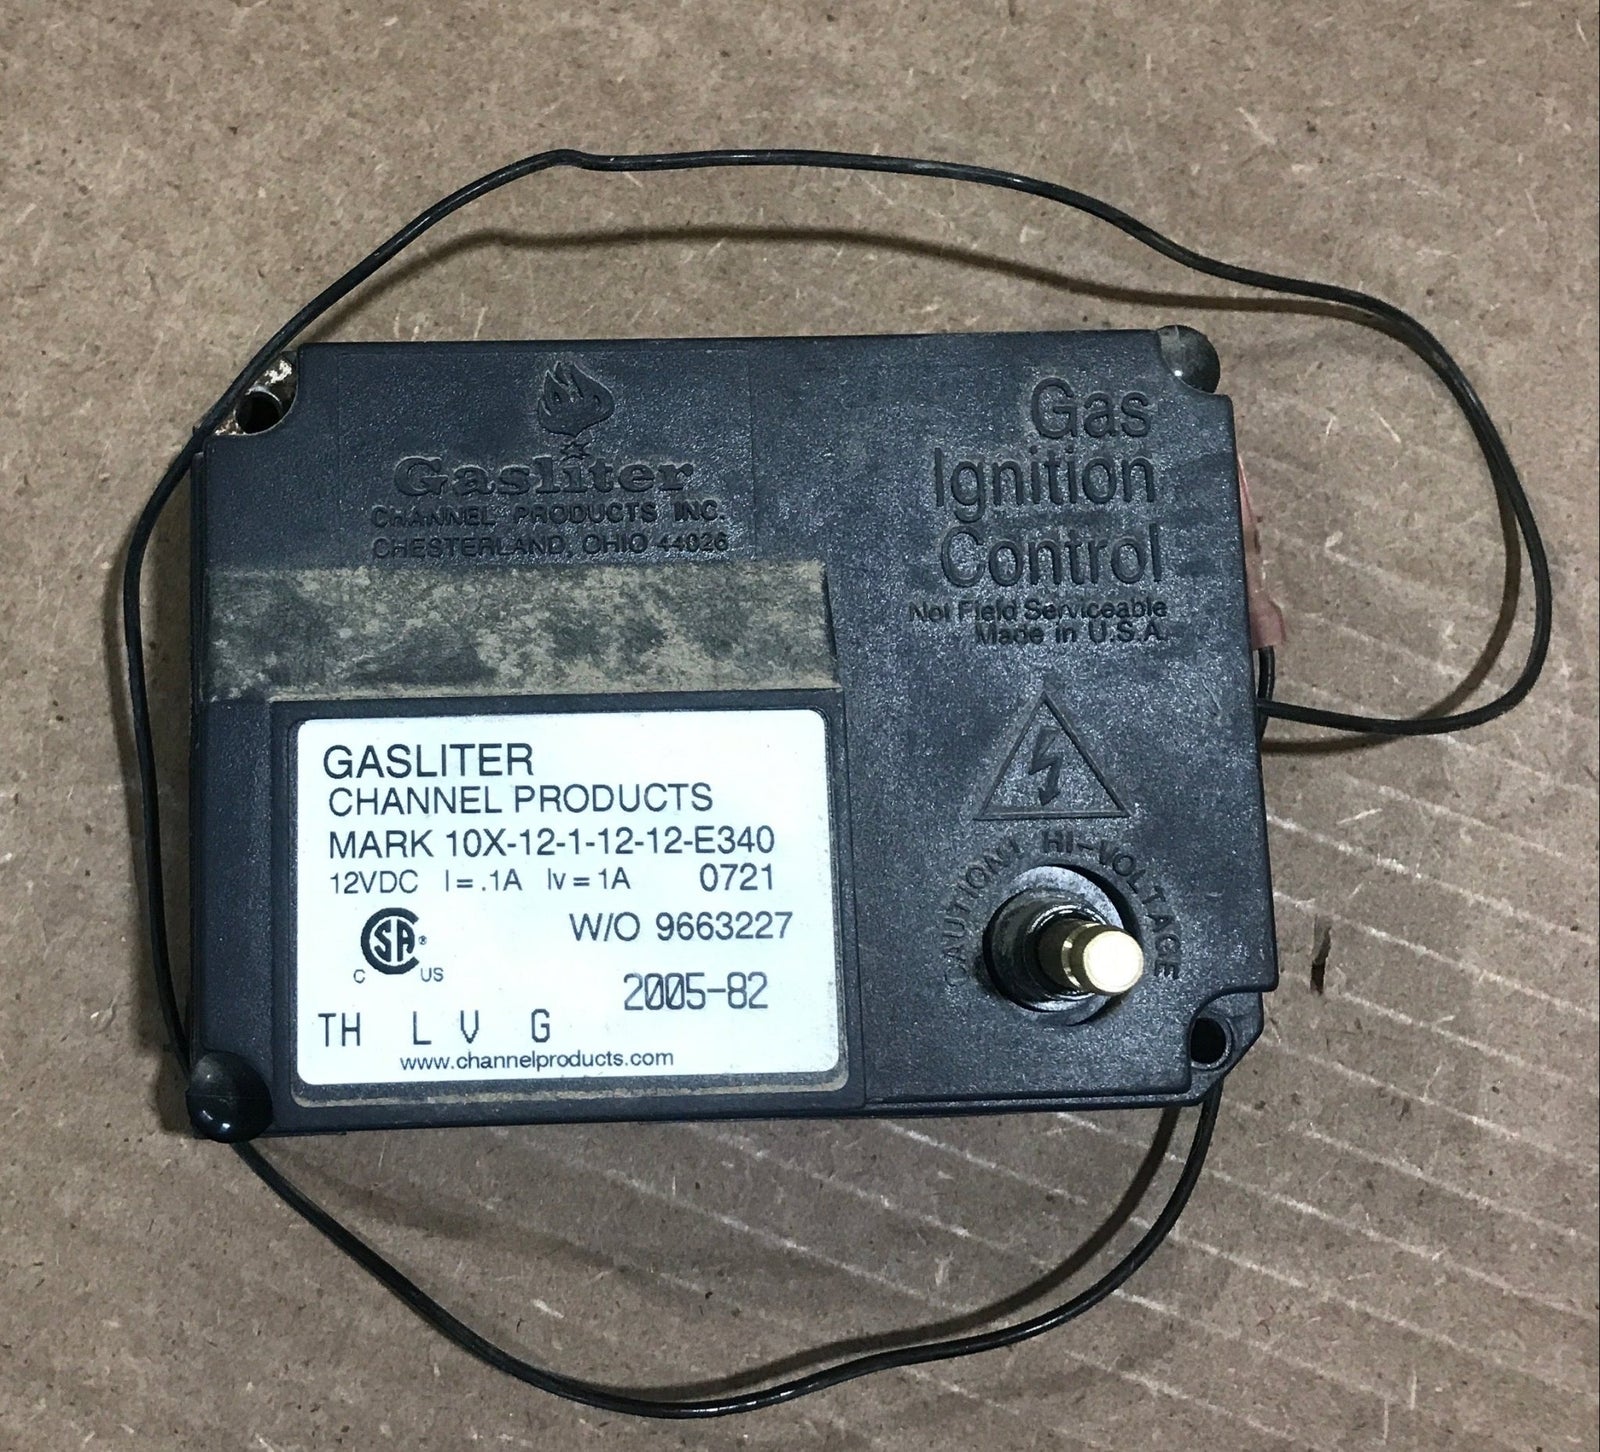 Gasliter
CHANNEL PRODUCTS INC.
CHESTERLAND, OHIO 44026
Gas
Ignition
Control
Not Field Serviceable
Made in U.S.A.
CAUTION! HI-VOLTAGE
GASLITER
CHANNEL PRODUCTS
MARK 10X-12-1-12-12-E340
12VDC I = .1A Iv = 1A 0721
W/O 9663227
CSA®
C US
2005-82
TH L V G
www.channelproducts.com